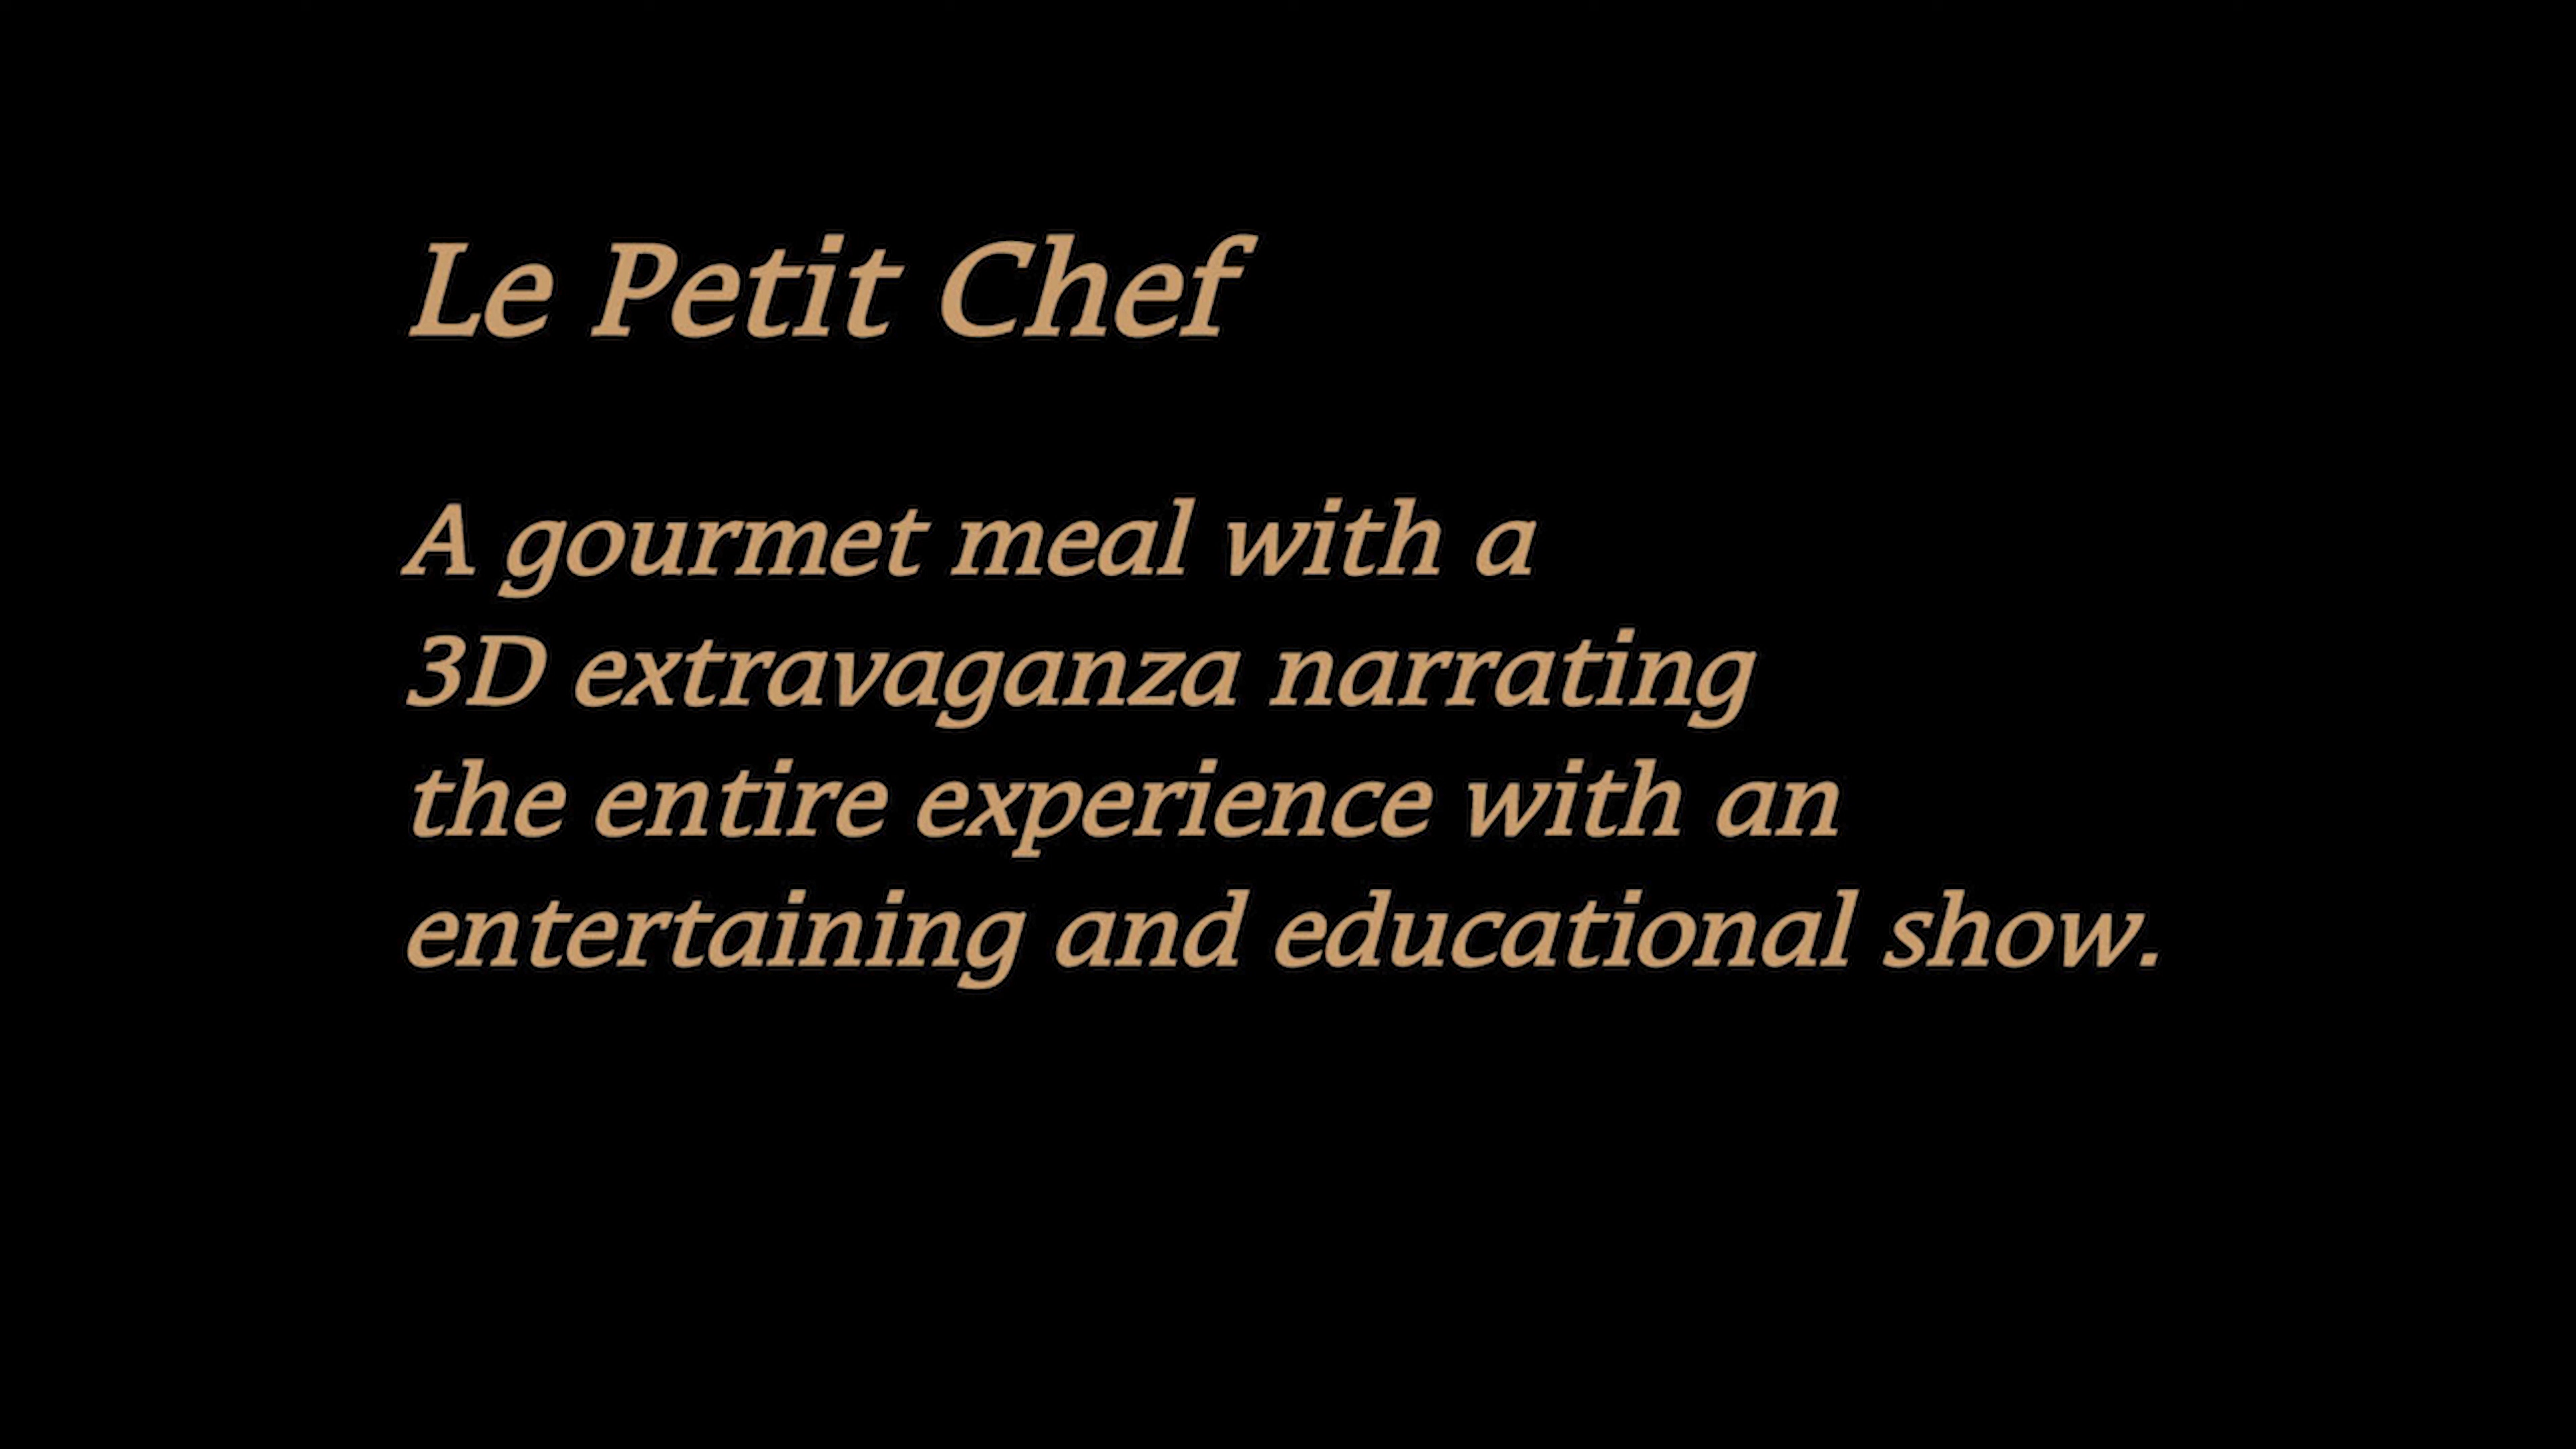 Le Petit Chef
A gourmet meal with a
3D extravaganza narrating
the entire experience with an
entertaining and educational show.